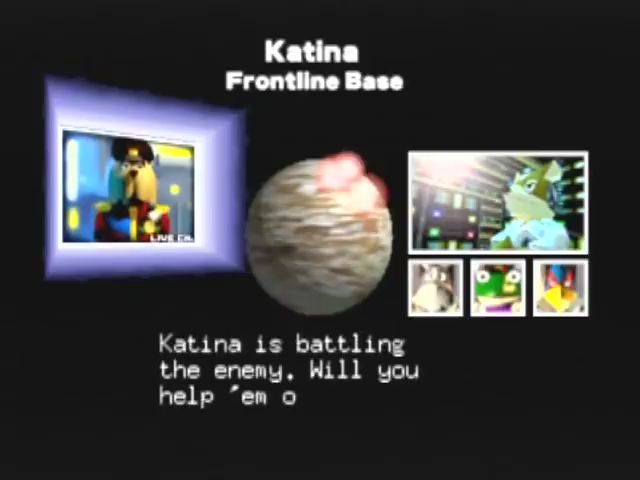 Katina
Frontline Base
LIVE CH.
Katina is battling
the enemy. Will you
help 'em o